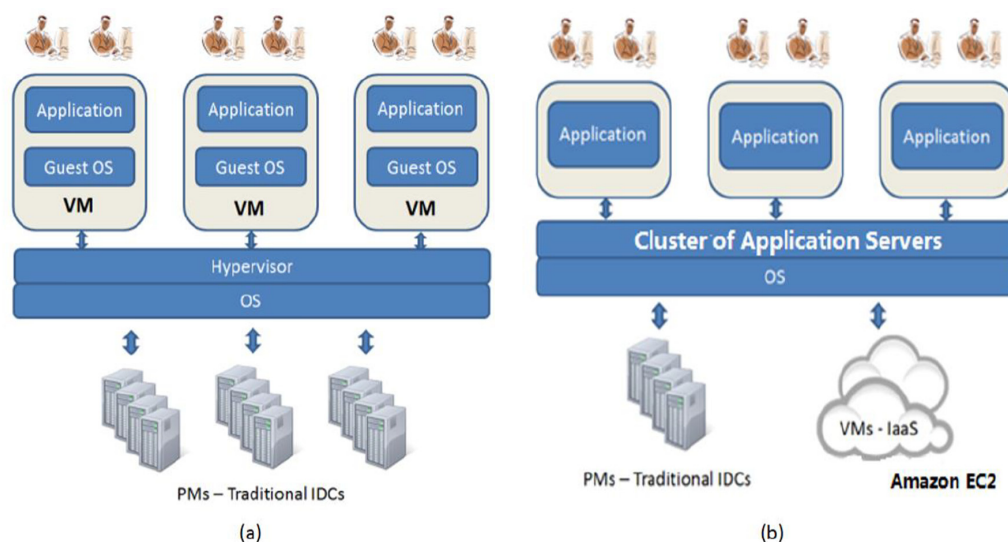 Application
Guest OS
VM
Application
Guest OS
VM
Application
Guest OS
VM
Hypervisor
OS
PMs – Traditional IDCs
(a)
Application
Application
Application
Cluster of Application Servers
OS
VMs - IaaS
PMs – Traditional IDCs
Amazon EC2
(b)